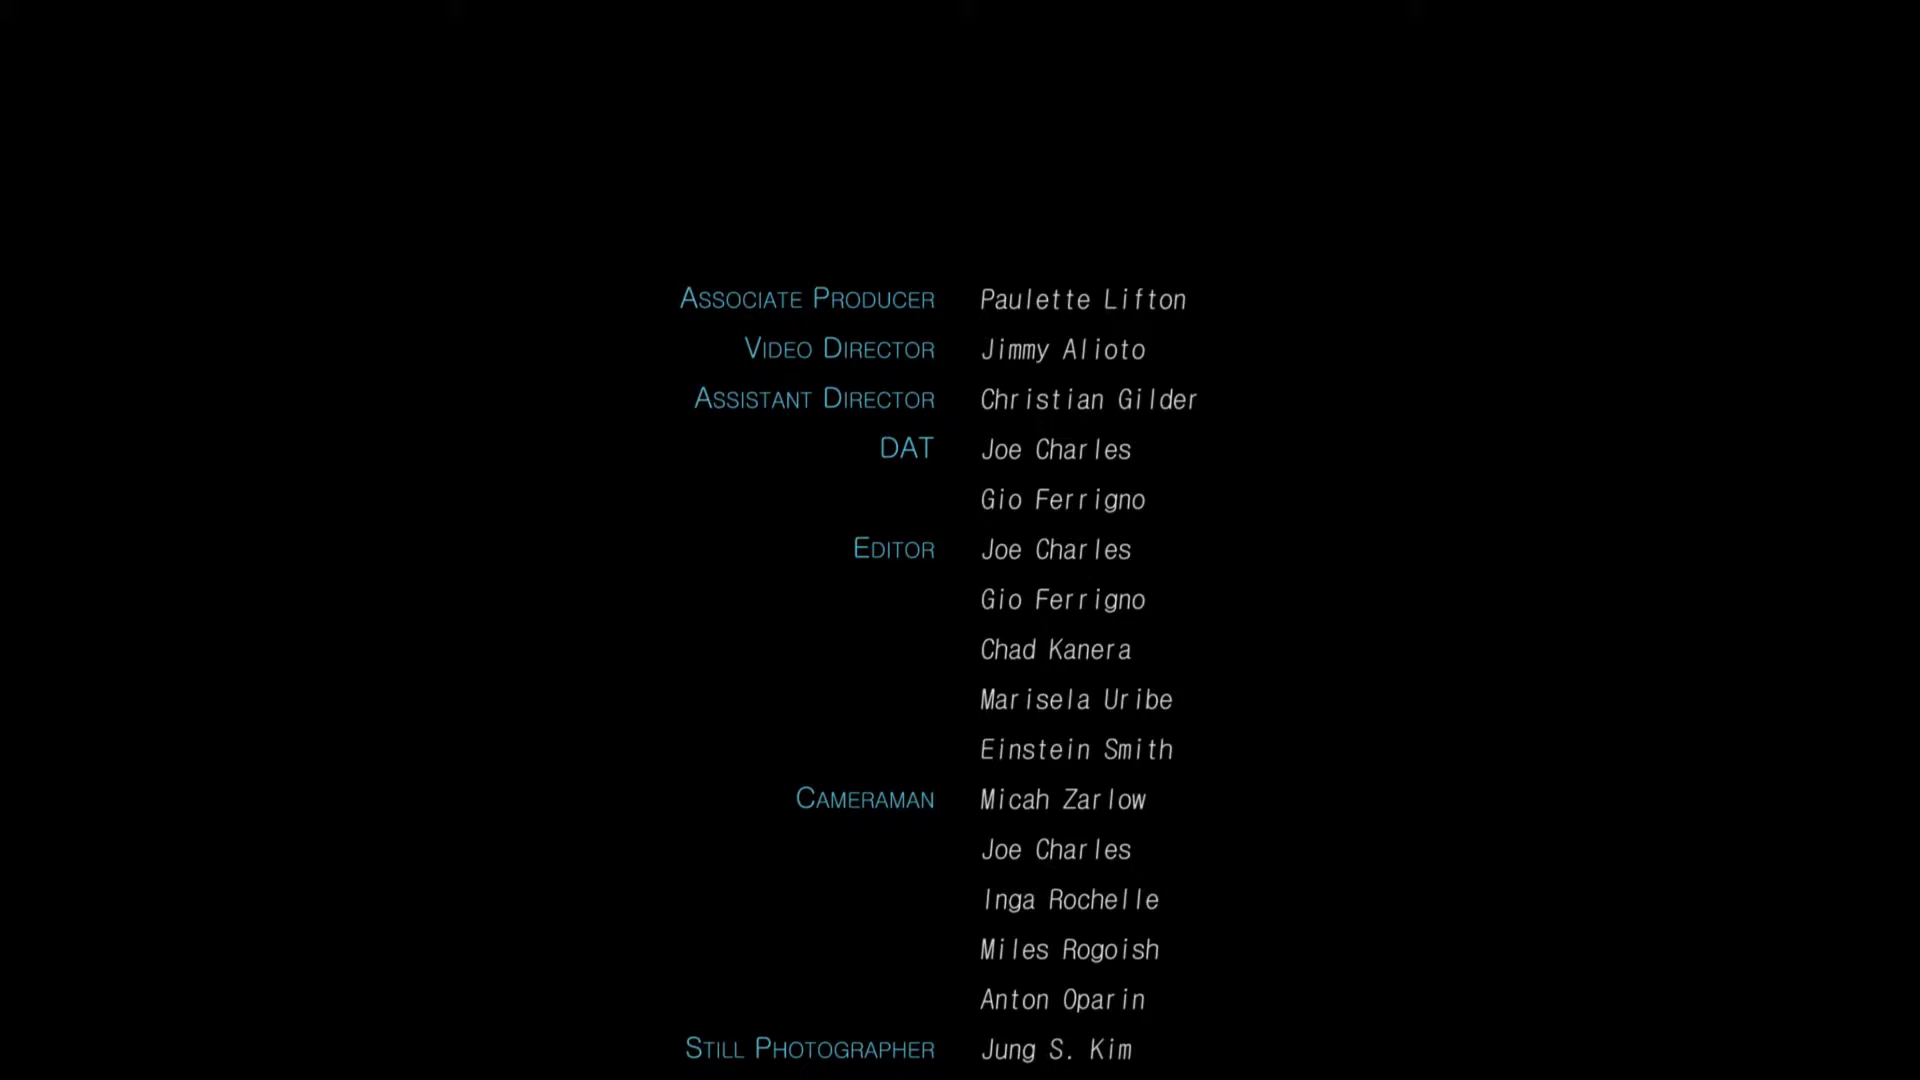 Associate Producer Paulette Lifton
Video Director Jimmy Alioto
Assistant Director Christian Gilder
DAT Joe Charles
Gio Ferrigno
Editor Joe Charles
Gio Ferrigno
Chad Kanera
Marisela Uribe
Einstein Smith
Cameraman Micah Zarlow
Joe Charles
Inga Rochelle
Miles Rogoish
Anton Oparin
Still Photographer Jung S. Kim